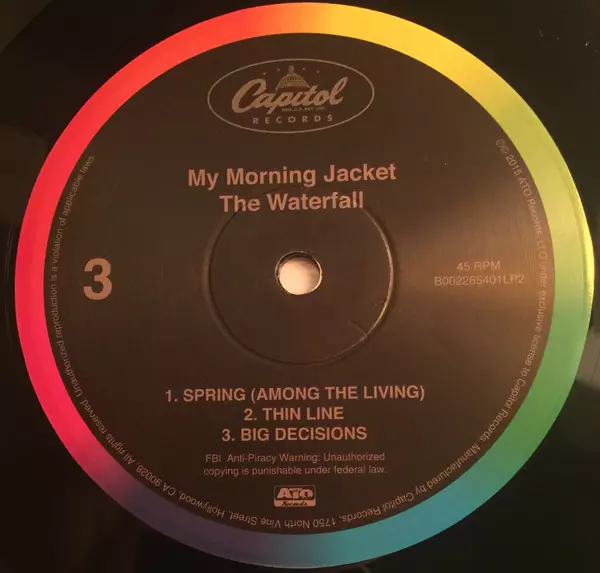 Capitol
RECORDS
My Morning Jacket
The Waterfall
3
45 RPM
B002265401LP2
1. SPRING (AMONG THE LIVING)
2. THIN LINE
3. BIG DECISIONS
FBI Anti-Piracy Warning: Unauthorized
copying is punishable under federal law.
ATO
Records
℗© 2015 ATO Records, LLC under exclusive license to Capitol Records. Manufactured by Capitol Records, 1750 North Vine Street, Hollywood, CA 90028. All rights reserved. Unauthorized reproduction is a violation of applicable laws.